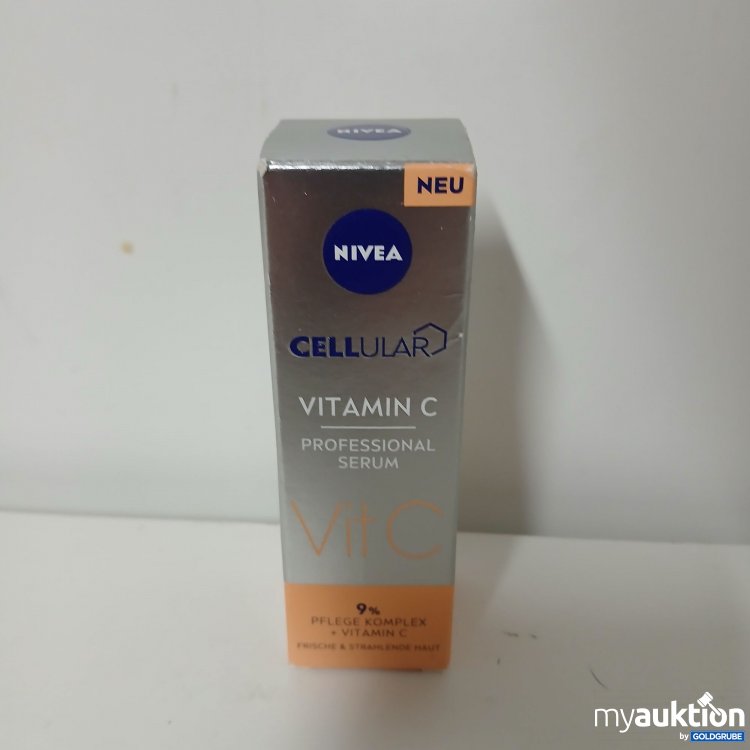 NIVEA
NEU
NIVEA
CELLULAR
VITAMIN C
PROFESSIONAL
SERUM
Vit C
9%
PFLEGE KOMPLEX
+ VITAMIN C
FRISCHE & STRAHLENDE HAUT
myauktion
by GOLDGRUBE